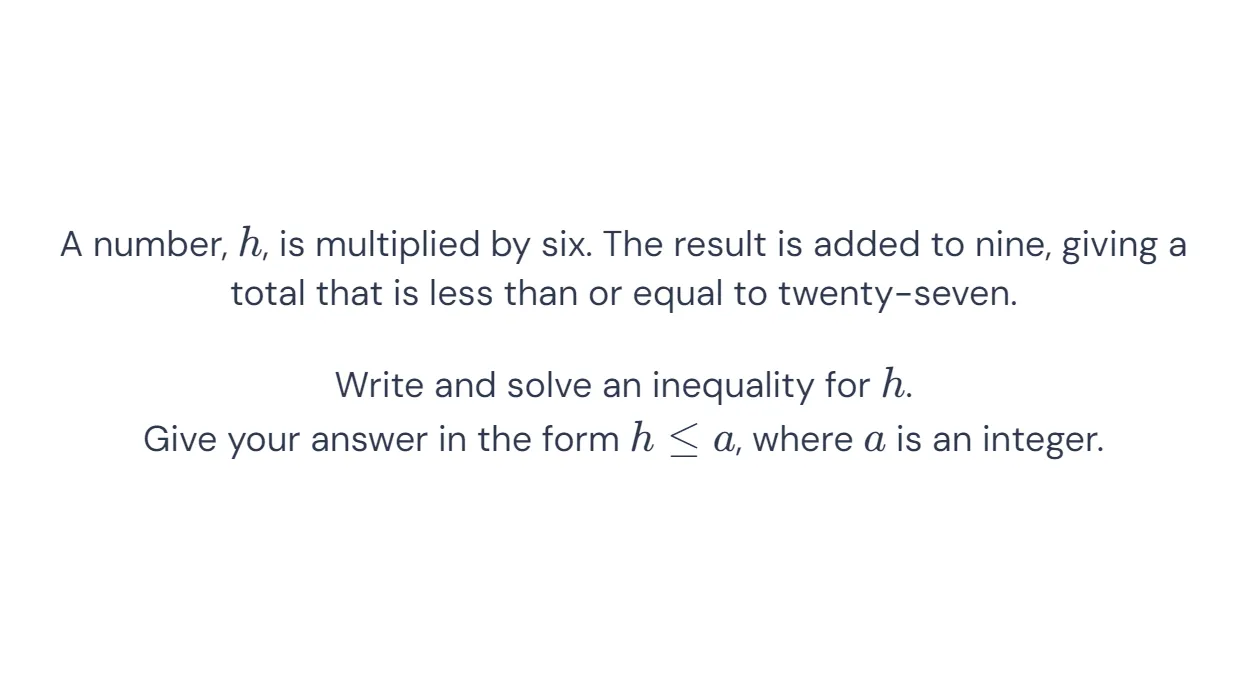 A number, h, is multiplied by six. The result is added to nine, giving a
total that is less than or equal to twenty-seven.
Write and solve an inequality for h.
Give your answer in the form h ≤ a, where a is an integer.